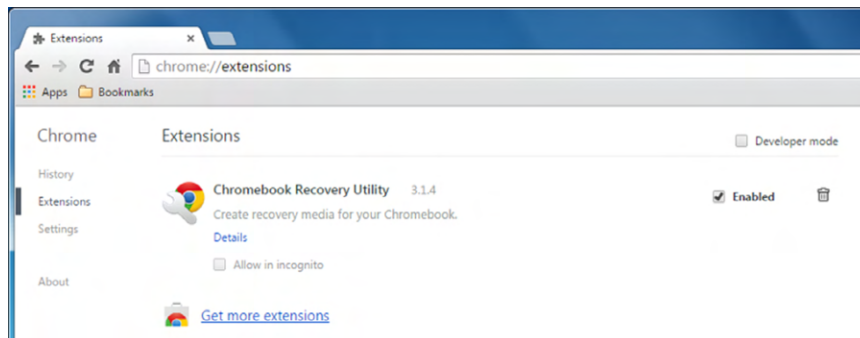 Extensions
chrome://extensions
Apps Bookmarks
Chrome
History
Extensions
Settings
About
Extensions
Developer mode
Chromebook Recovery Utility 3.1.4
Enabled
Create recovery media for your Chromebook.
Details
Allow in incognito
Get more extensions